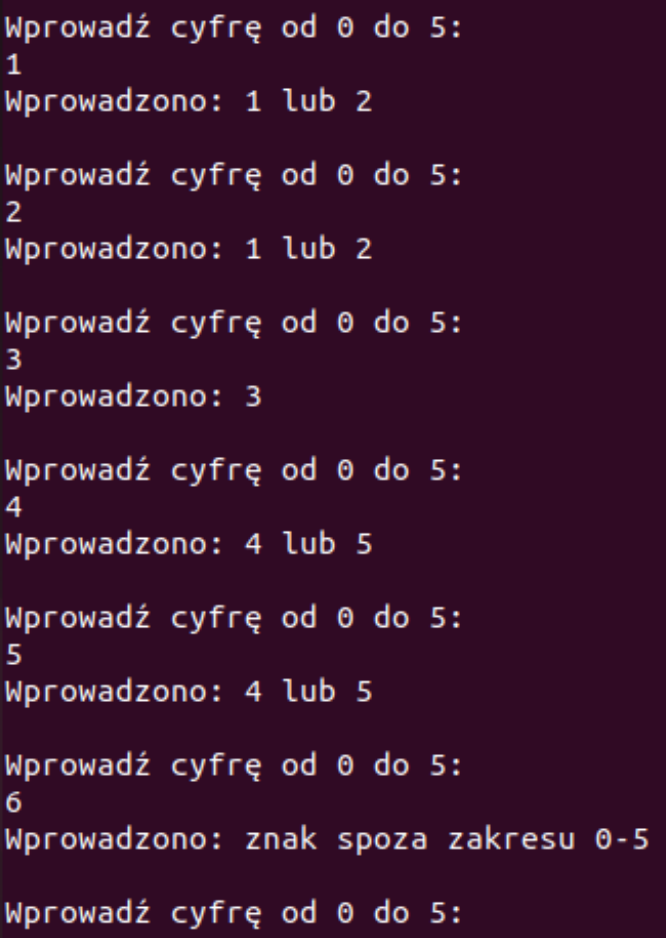 Wprowadź cyfrę od 0 do 5:
1
Wprowadzono: 1 lub 2
Wprowadź cyfrę od 0 do 5:
2
Wprowadzono: 1 lub 2
Wprowadź cyfrę od 0 do 5:
3
Wprowadzono: 3
Wprowadź cyfrę od 0 do 5:
4
Wprowadzono: 4 lub 5
Wprowadź cyfrę od 0 do 5:
5
Wprowadzono: 4 lub 5
Wprowadź cyfrę od 0 do 5:
6
Wprowadzono: znak spoza zakresu 0-5
Wprowadź cyfrę od 0 do 5: